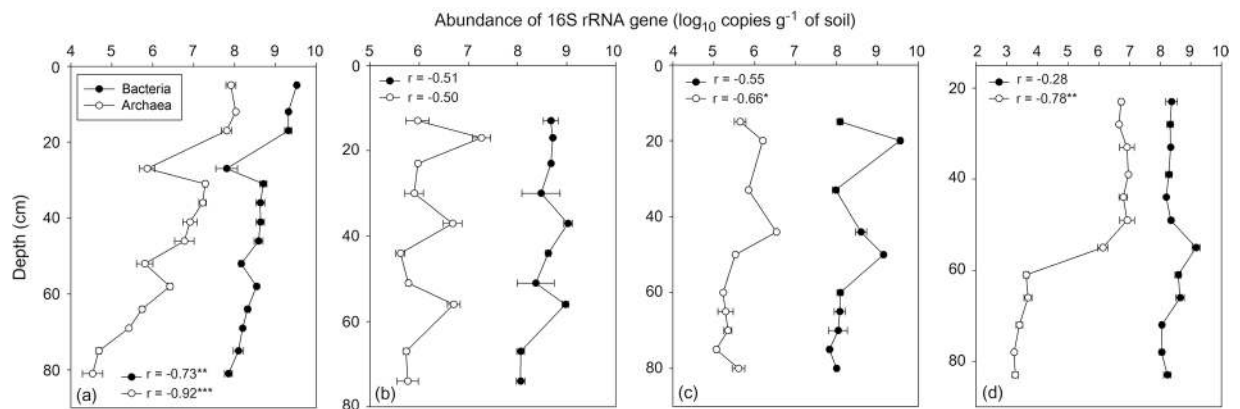 Abundance of 16S rRNA gene (log10 copies g-1 of soil)
4 5 6 7 8 9 10
5 6 7 8 9 10
4 5 6 7 8 9 10
2 3 4 5 6 7 8 9 10
Depth (cm)
0
20
40
60
80
Bacteria
Archaea
r = -0.73**
r = -0.92***
(a)
0
20
40
60
80
r = -0.51
r = -0.50
(b)
0
20
40
60
80
r = -0.55
r = -0.66*
(c)
20
40
60
80
r = -0.28
r = -0.78**
(d)